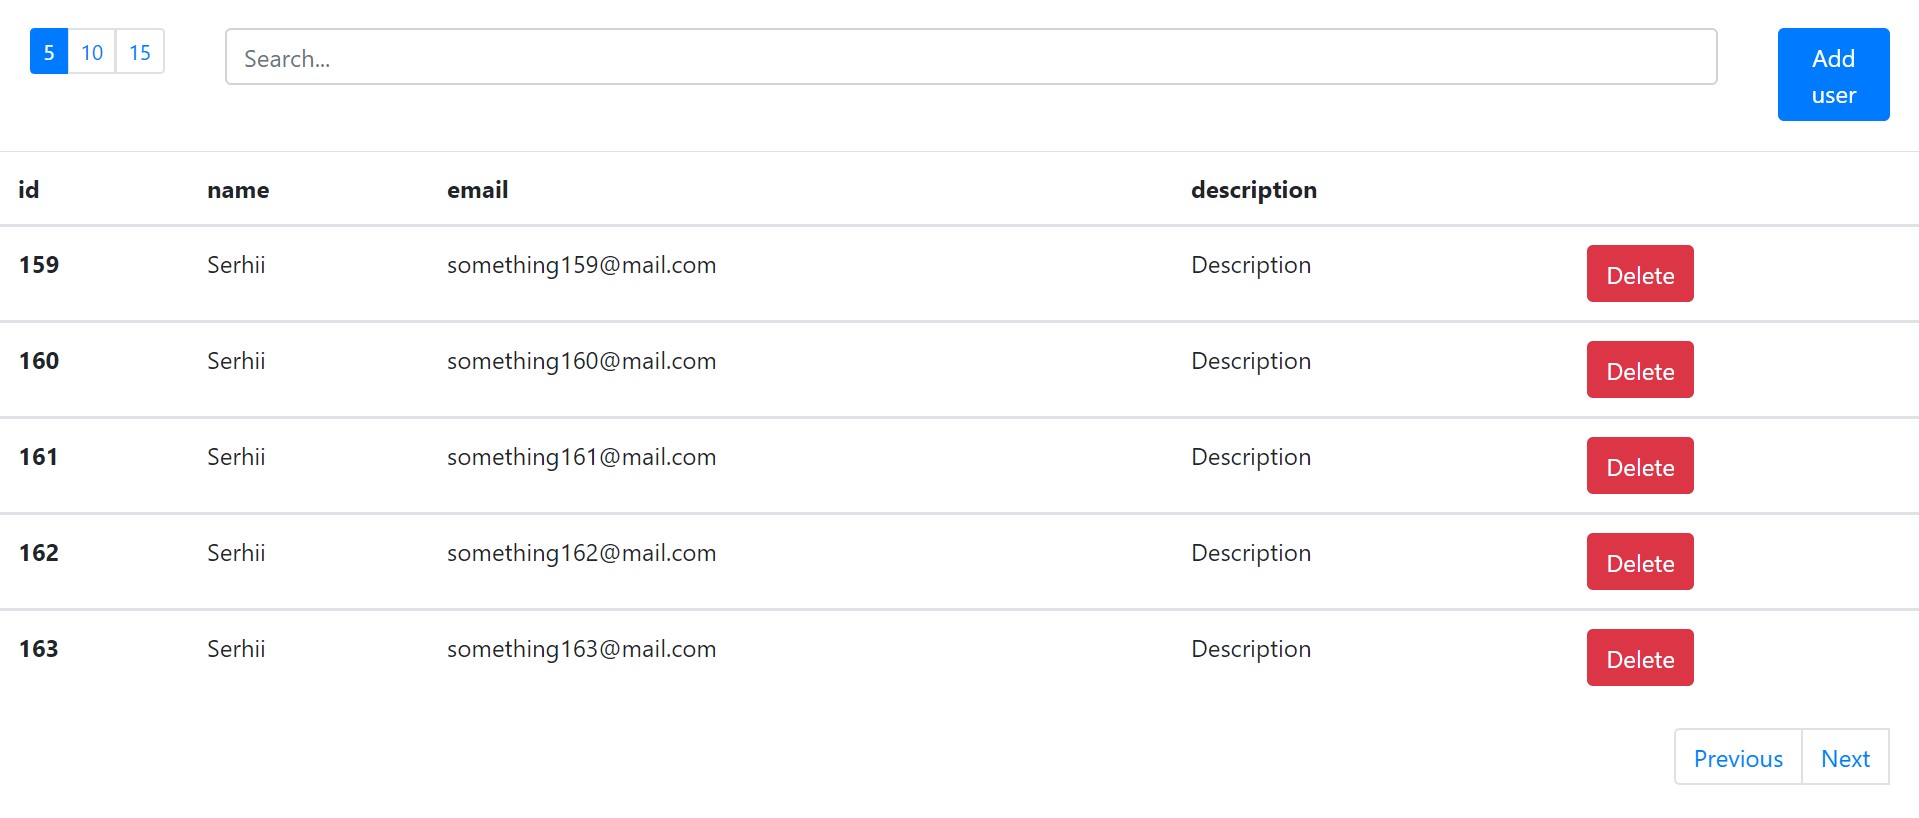 5 10 15 Search... Add
user
id name email description
159 Serhii something159@mail.com Description Delete
160 Serhii something160@mail.com Description Delete
161 Serhii something161@mail.com Description Delete
162 Serhii something162@mail.com Description Delete
163 Serhii something163@mail.com Description Delete
Previous Next